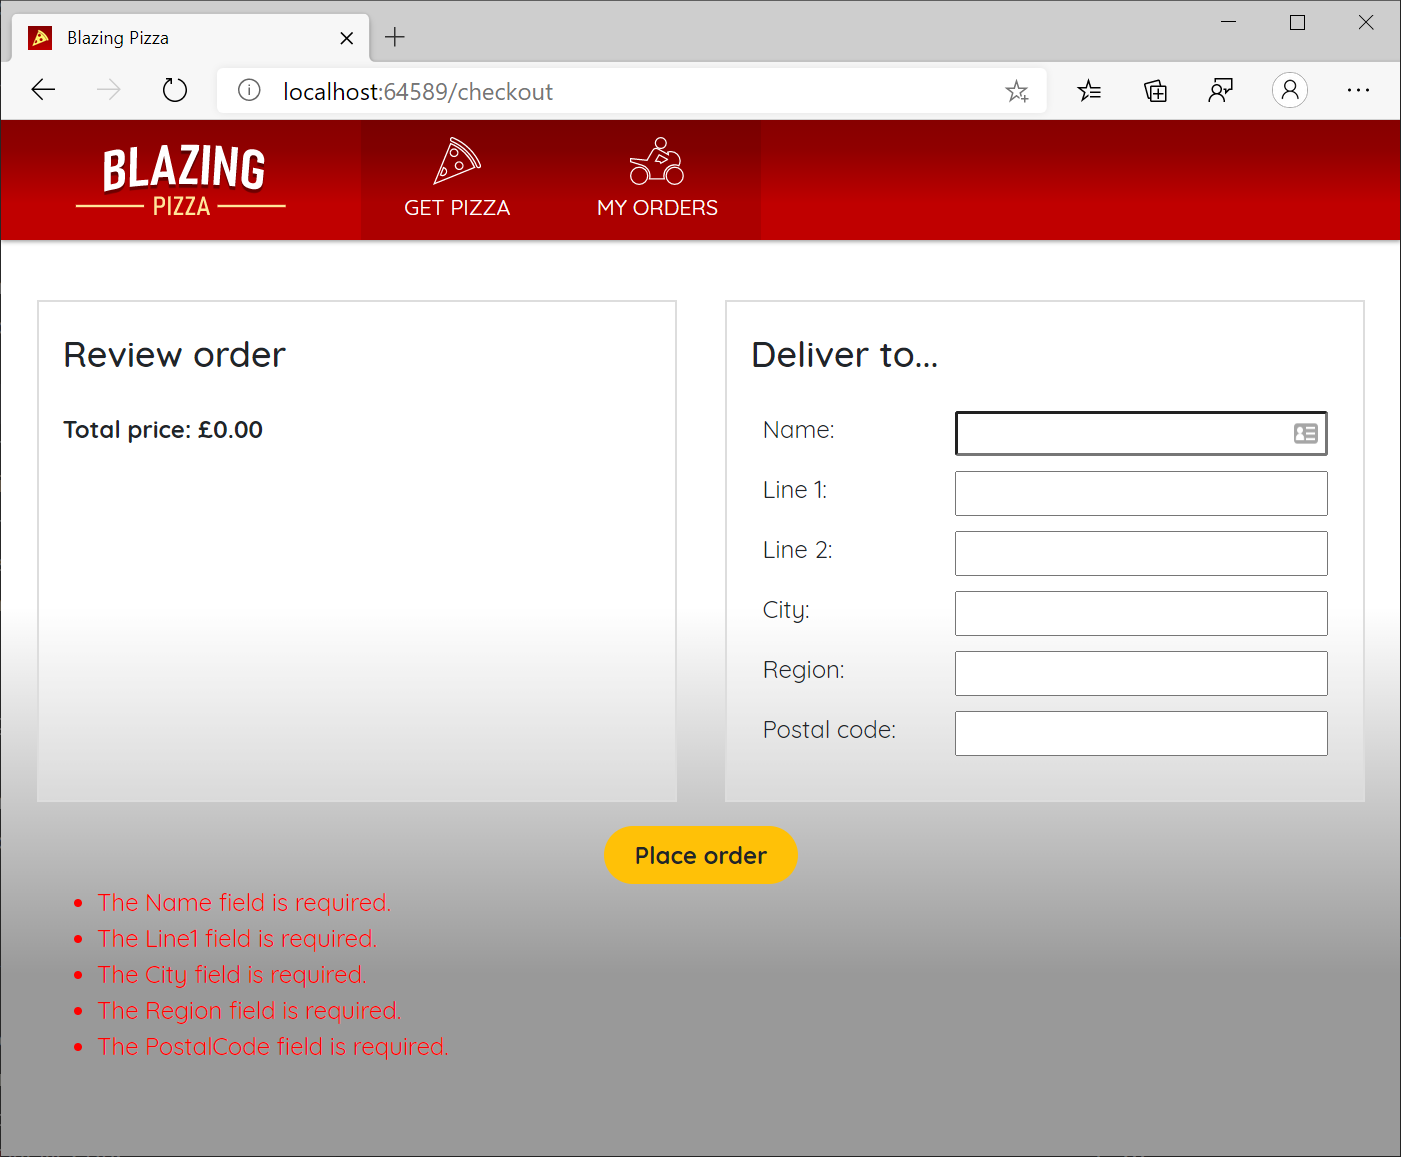 Blazing Pizza
localhost:64589/checkout
BLAZING
PIZZA
GET PIZZA
MY ORDERS
Review order
Total price: £0.00
Deliver to...
Name:
Line 1:
Line 2:
City:
Region:
Postal code:
Place order
The Name field is required.
The Line1 field is required.
The City field is required.
The Region field is required.
The PostalCode field is required.